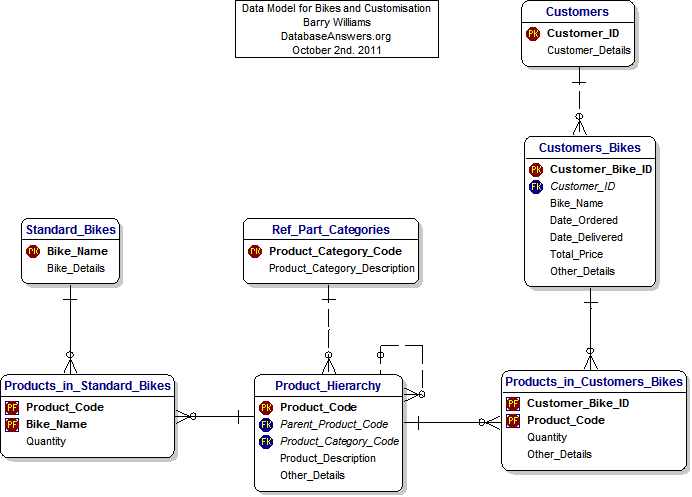 Data Model for Bikes and Customisation
Barry Williams
DatabaseAnswers.org
October 2nd. 2011
Customers
PK Customer_ID
Customer_Details
Customers_Bikes
PK Customer_Bike_ID
FK Customer_ID
Bike_Name
Date_Ordered
Date_Delivered
Total_Price
Other_Details
Standard_Bikes
PK Bike_Name
Bike_Details
Ref_Part_Categories
PK Product_Category_Code
Product_Category_Description
Products_in_Standard_Bikes
PF Product_Code
PF Bike_Name
Quantity
Product_Hierarchy
PK Product_Code
FK Parent_Product_Code
FK Product_Category_Code
Product_Description
Other_Details
Products_in_Customers_Bikes
PF Customer_Bike_ID
PF Product_Code
Quantity
Other_Details